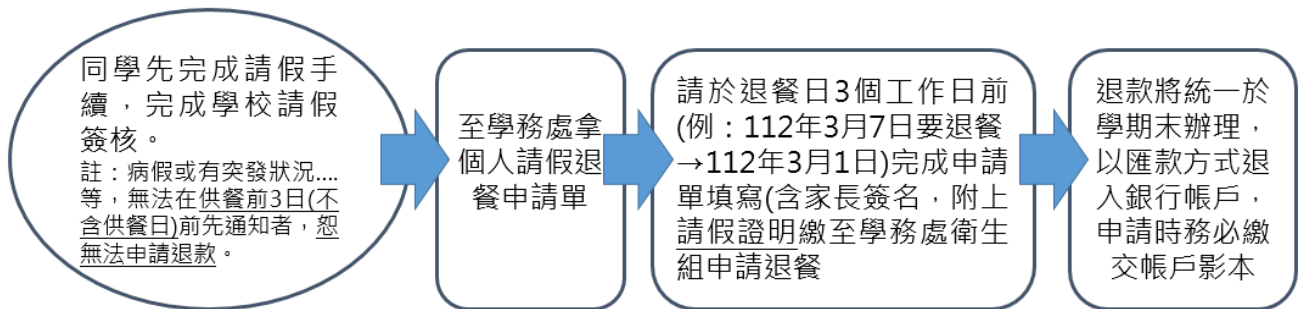 同學先完成請假手
續，完成學校請假
簽核。
註：病假或有突發狀況....
等，無法在供餐前3日(不
含供餐日)前先通知者，恕
無法申請退款。
至學務處拿
個人請假退
餐申請單
請於退餐日3個工作日前
(例：112年3月7日要退餐
→112年3月1日)完成申請
單填寫(含家長簽名，附上
請假證明繳至學務處衛生
組申請退餐
退款將統一於
學期末辦理，
以匯款方式退
入銀行帳戶，
申請時務必繳
交帳戶影本